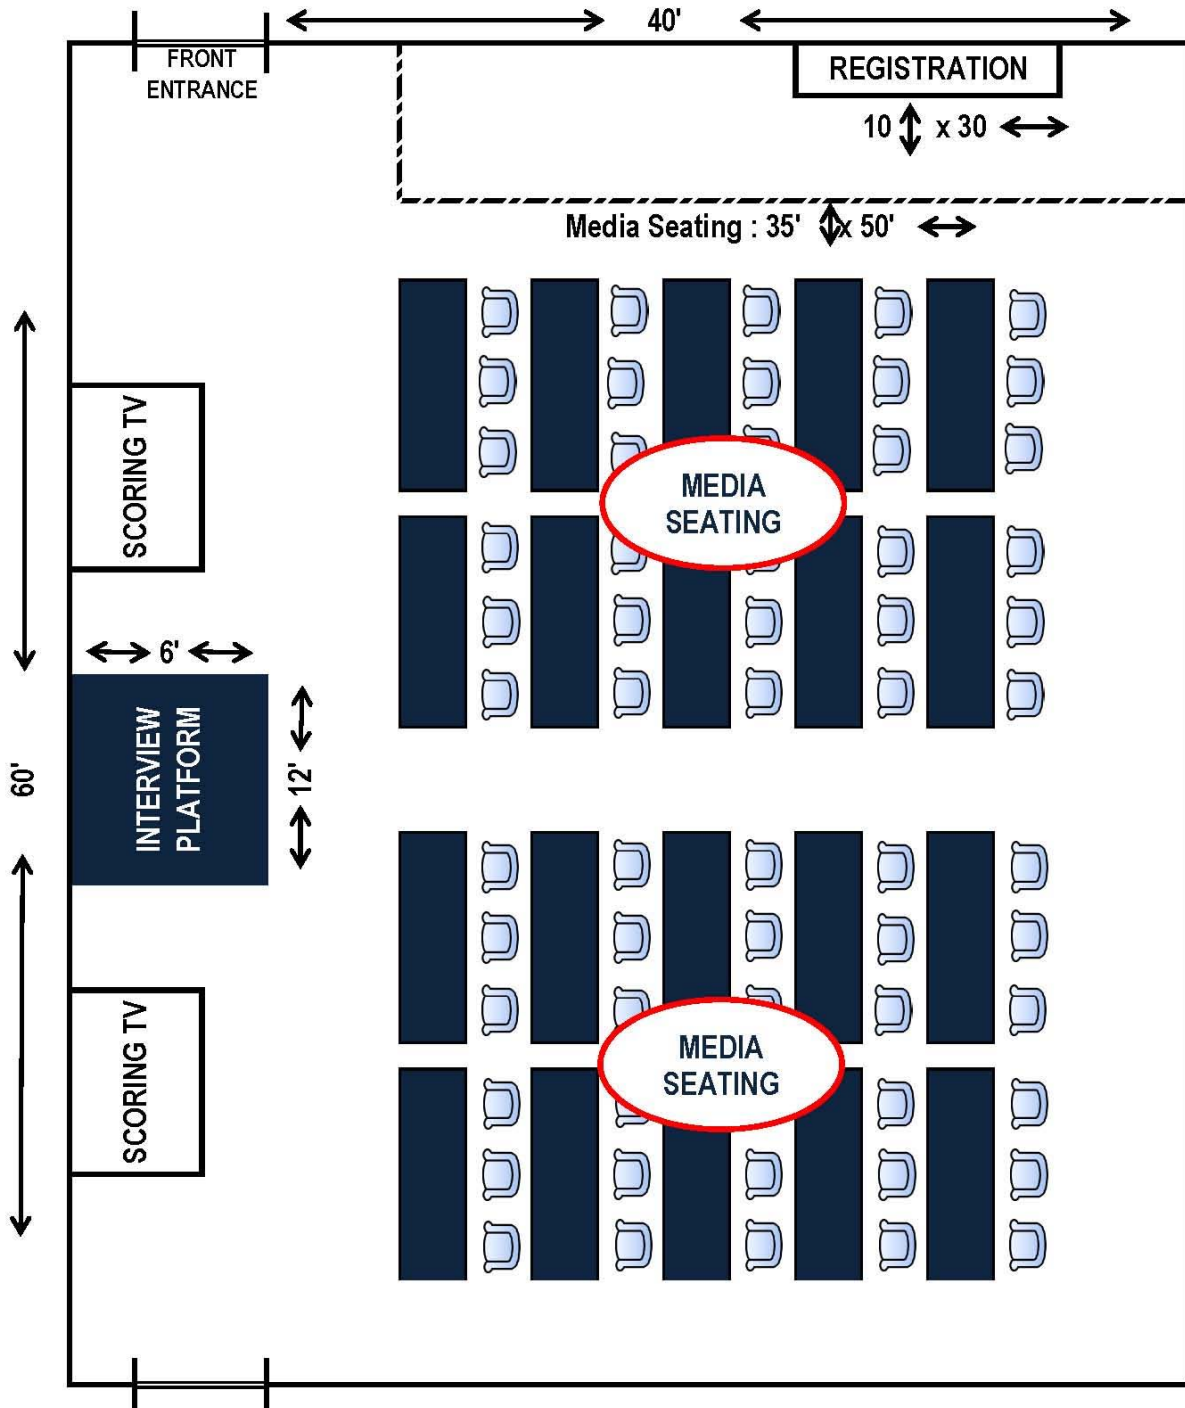 40'
FRONT
ENTRANCE
REGISTRATION
10 x 30
Media Seating : 35' x 50'
SCORING TV
MEDIA
SEATING
6'
INTERVIEW
PLATFORM
12'
60'
SCORING TV
MEDIA
SEATING